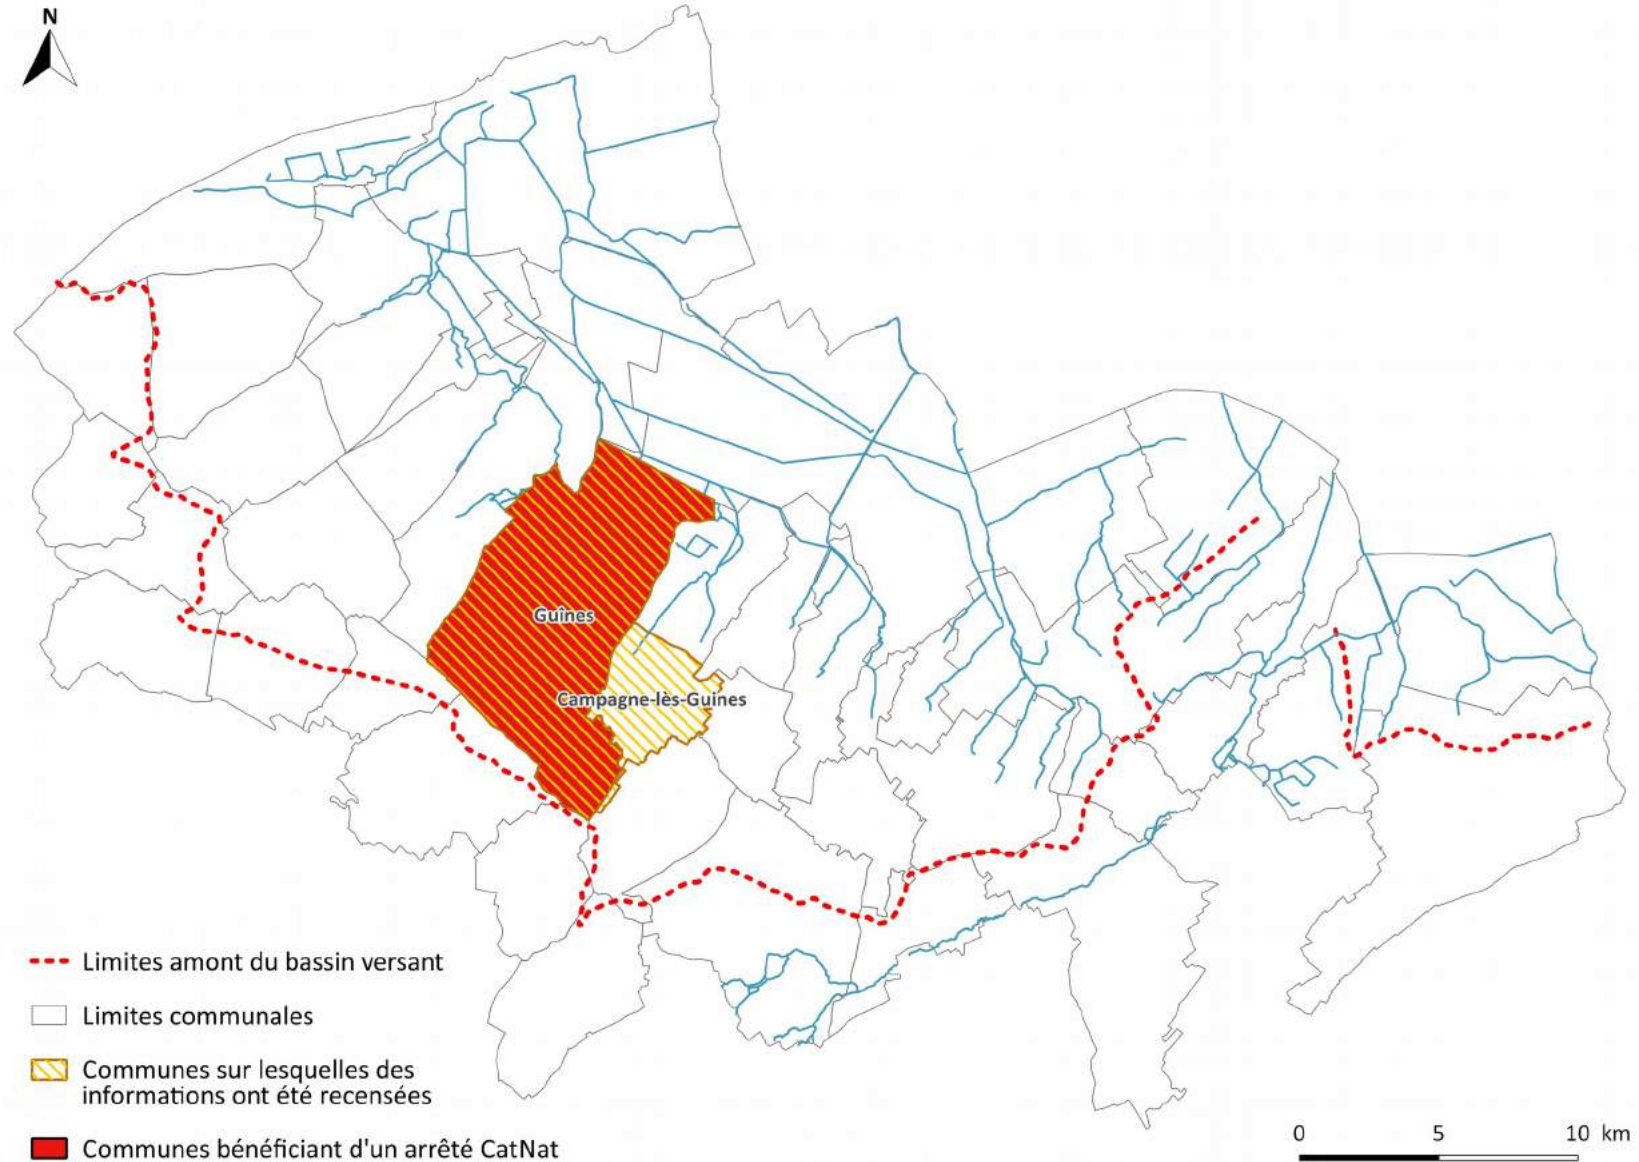 N
Guînes
Campagne-lès-Guînes
Limites amont du bassin versant
Limites communales
Communes sur lesquelles des
informations ont été recensées
Communes bénéficiant d'un arrêté CatNat
0 5 10 km